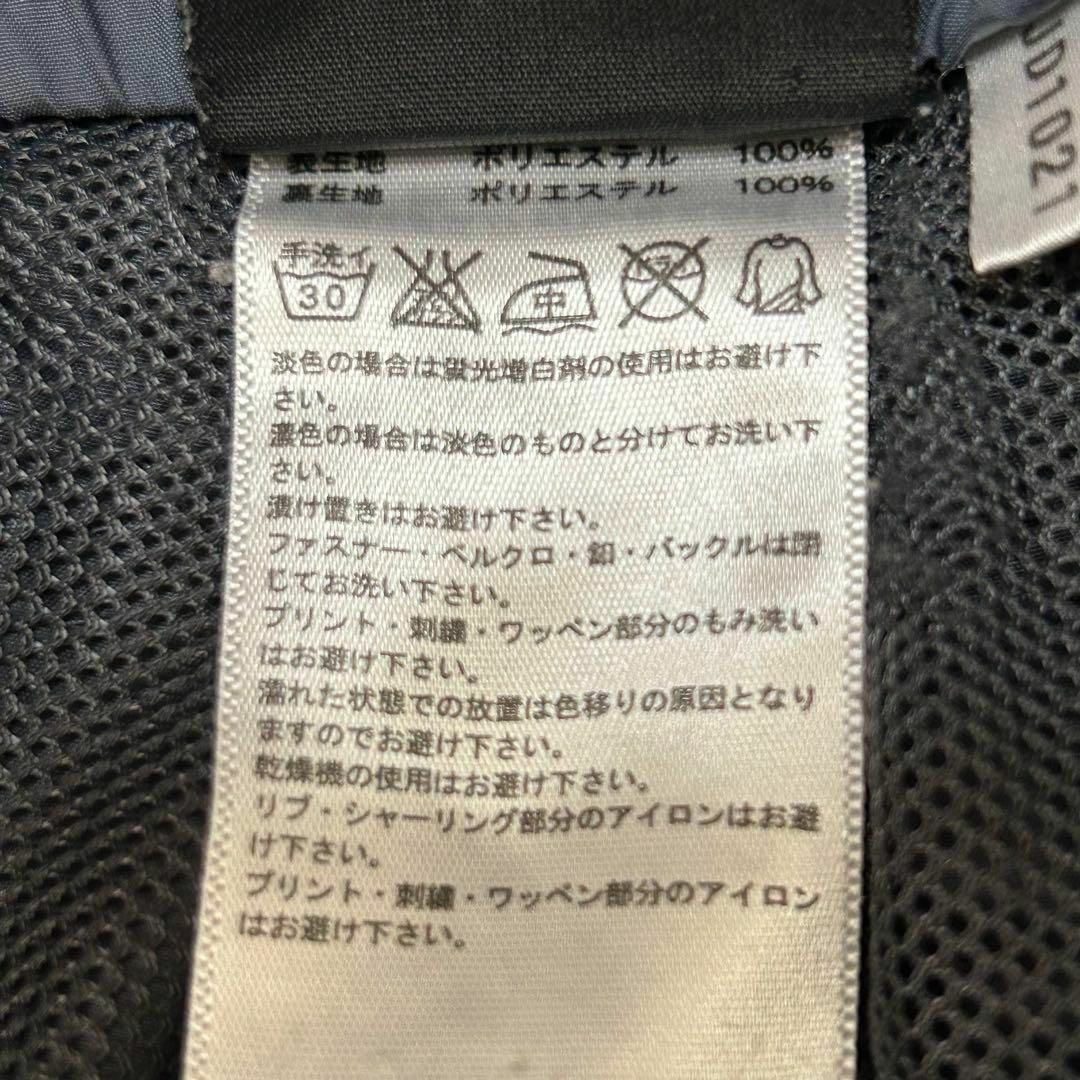 表生地 ポリエステル 100%
裏生地 ポリエステル 100%
手洗イ
30
中
淡色の場合は蛍光増白剤の使用はお避け下
さい。
濃色の場合は淡色のものと分けてお洗い下
さい。
漬け置きはお避け下さい。
ファスナー・ベルクロ・釦・バックルは閉
じてお洗い下さい。
プリント・刺繍・ワッペン部分のもみ洗い
はお避け下さい。
濡れた状態での放置は色移りの原因となり
ますのでお避け下さい。
乾燥機の使用はお避け下さい。
リブ・シャーリング部分のアイロンはお避
け下さい。
プリント・刺繍・ワッペン部分のアイロン
はお避け下さい。
001021